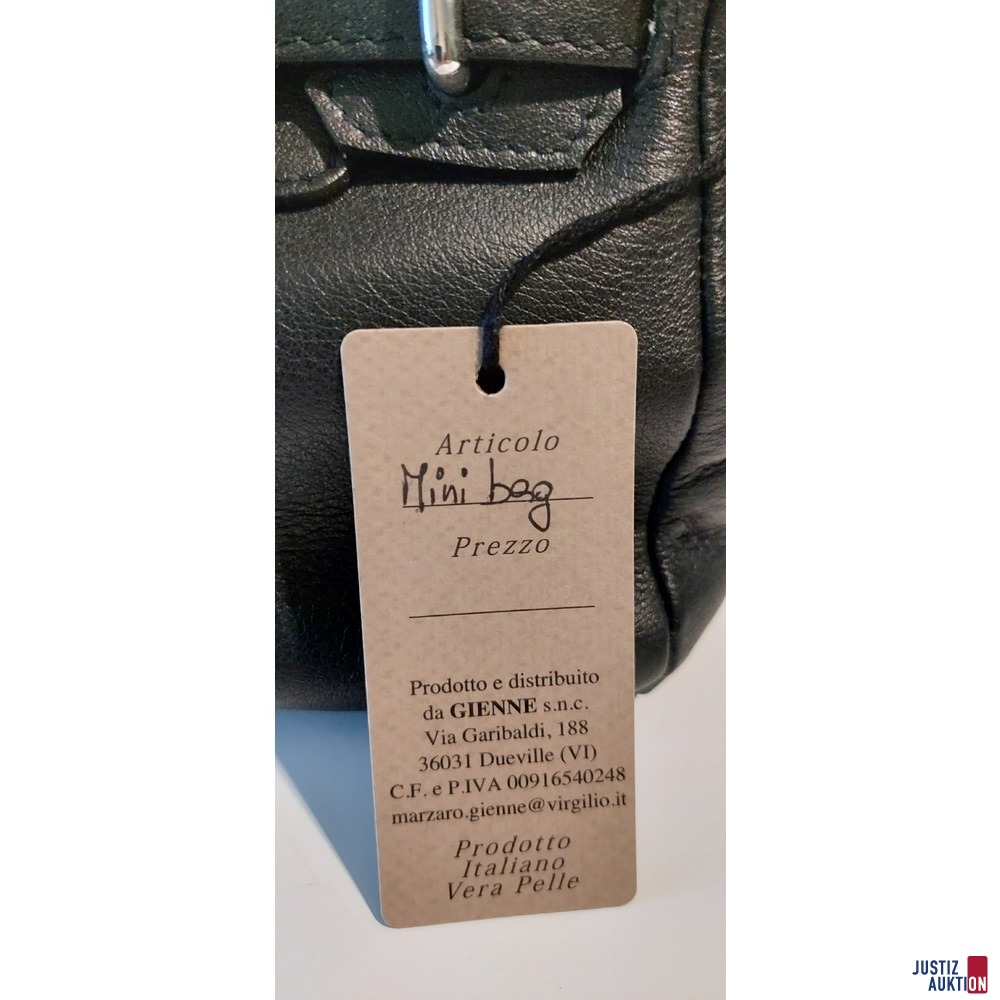 Articolo
Mini bag
Prezzo
Prodotto e distribuito
da GIENNE s.n.c.
Via Garibaldi, 188
36031 Dueville (VI)
C.F. e P.IVA 00916540248
marzaro.gienne@virgilio.it
Prodotto
Italiano
Vera Pelle
JUSTIZ
AUKTION